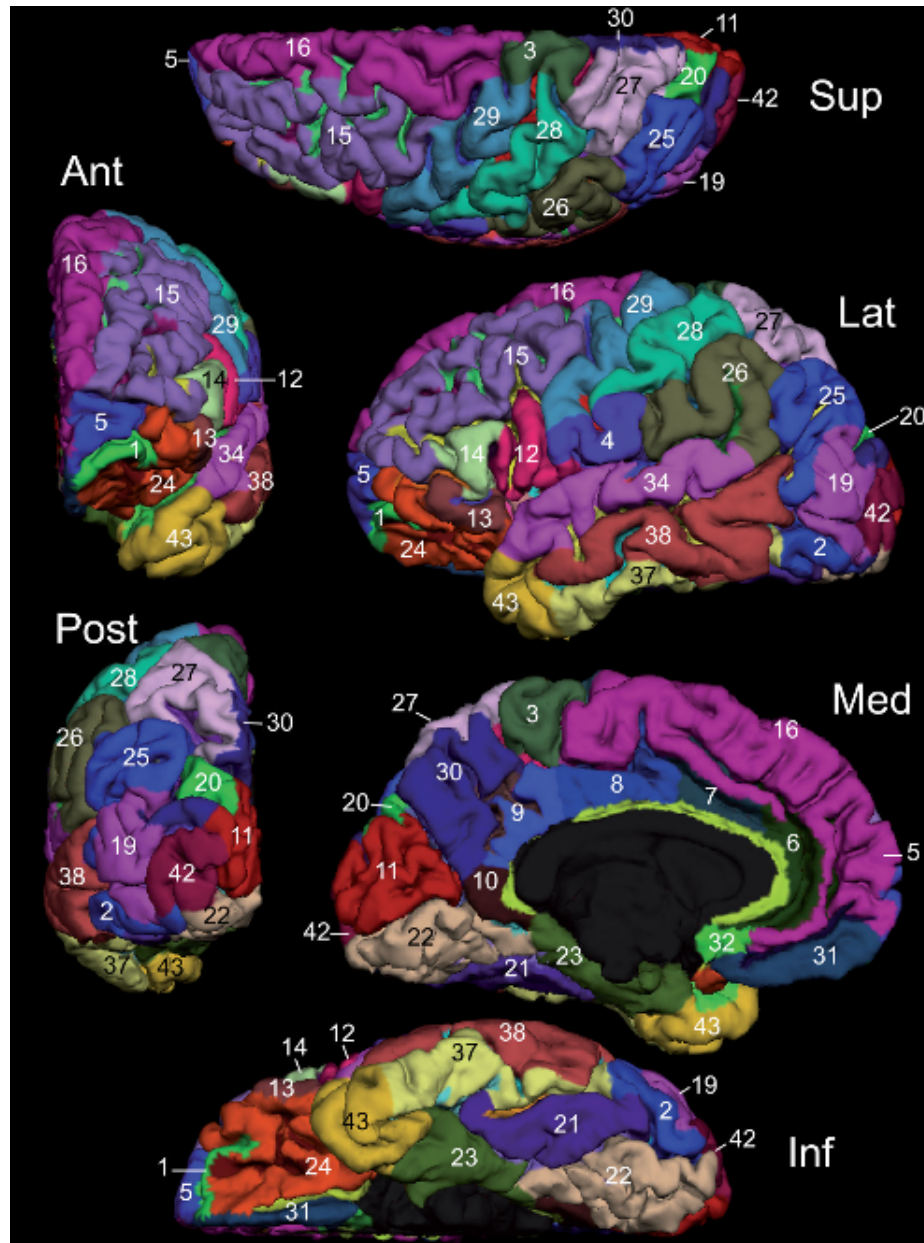 30 11
16 3 20
5 27 42
Sup
29
15 28 25
Ant
19
26
16
16 29
15 28 27 Lat
29 15 26
25
14 12 20
5 14 12 4
1 13 34 5 34 19
38 13 42
24 1 38 2
24
43 37
43
Post
27
28 27 3 Med
30 16
26
25 30 8 7
20 20 9 6
11 5
19 11
38 42 10
2 22 42 22 32
23 31
37 43 21
43
12 38
14 37
13 19
2
43 21
42
1 24 23 22
5 Inf
31